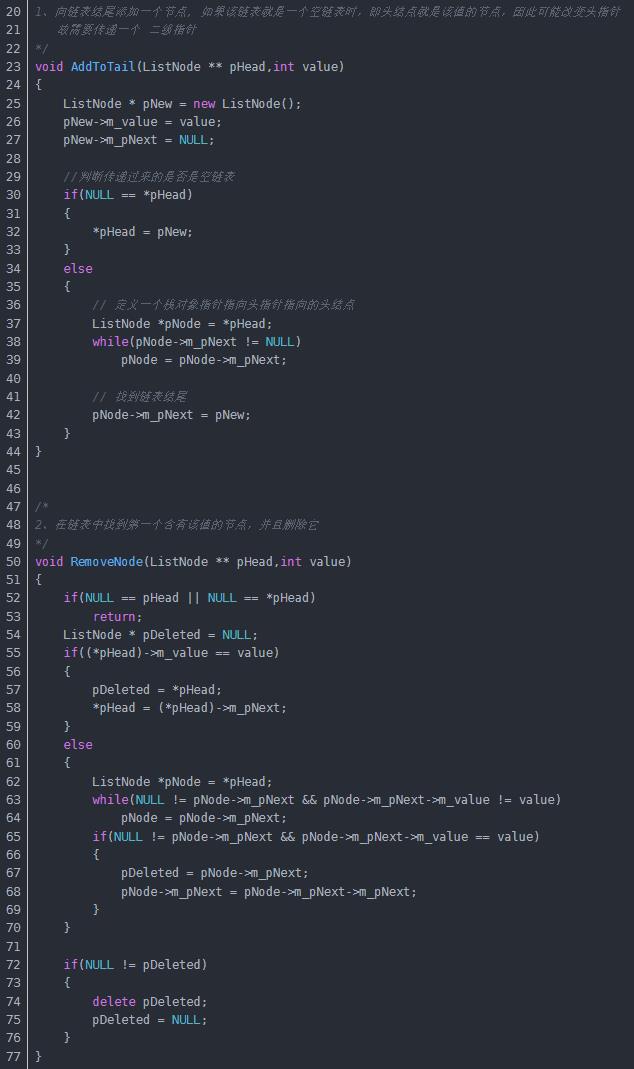 20 1、向链表结尾添加一个节点, 如果该链表就是一个空链表时，即头结点就是该值的节点，因此可能改变头指针
21 故需要传递一个 二级指针
22 */
23 void AddToTail(ListNode ** pHead,int value)
24 {
25 ListNode * pNew = new ListNode();
26 pNew->m_value = value;
27 pNew->m_pNext = NULL;
28
29 //判断传递过来的是否是空链表
30 if(NULL == *pHead)
31 {
32 *pHead = pNew;
33 }
34 else
35 {
36 // 定义一个栈对象指针指向头指针指向的头结点
37 ListNode *pNode = *pHead;
38 while(pNode->m_pNext != NULL)
39 pNode = pNode->m_pNext;
40
41 // 找到链表结尾
42 pNode->m_pNext = pNew;
43 }
44 }
45
46
47 /*
48 2、在链表中找到第一个含有该值的节点，并且删除它
49 */
50 void RemoveNode(ListNode ** pHead,int value)
51 {
52 if(NULL == pHead || NULL == *pHead)
53 return;
54 ListNode * pDeleted = NULL;
55 if((*pHead)->m_value == value)
56 {
57 pDeleted = *pHead;
58 *pHead = (*pHead)->m_pNext;
59 }
60 else
61 {
62 ListNode *pNode = *pHead;
63 while(NULL != pNode->m_pNext && pNode->m_pNext->m_value != value)
64 pNode = pNode->m_pNext;
65 if(NULL != pNode->m_pNext && pNode->m_pNext->m_value == value)
66 {
67 pDeleted = pNode->m_pNext;
68 pNode->m_pNext = pNode->m_pNext->m_pNext;
69 }
70 }
71
72 if(NULL != pDeleted)
73 {
74 delete pDeleted;
75 pDeleted = NULL;
76 }
77 }